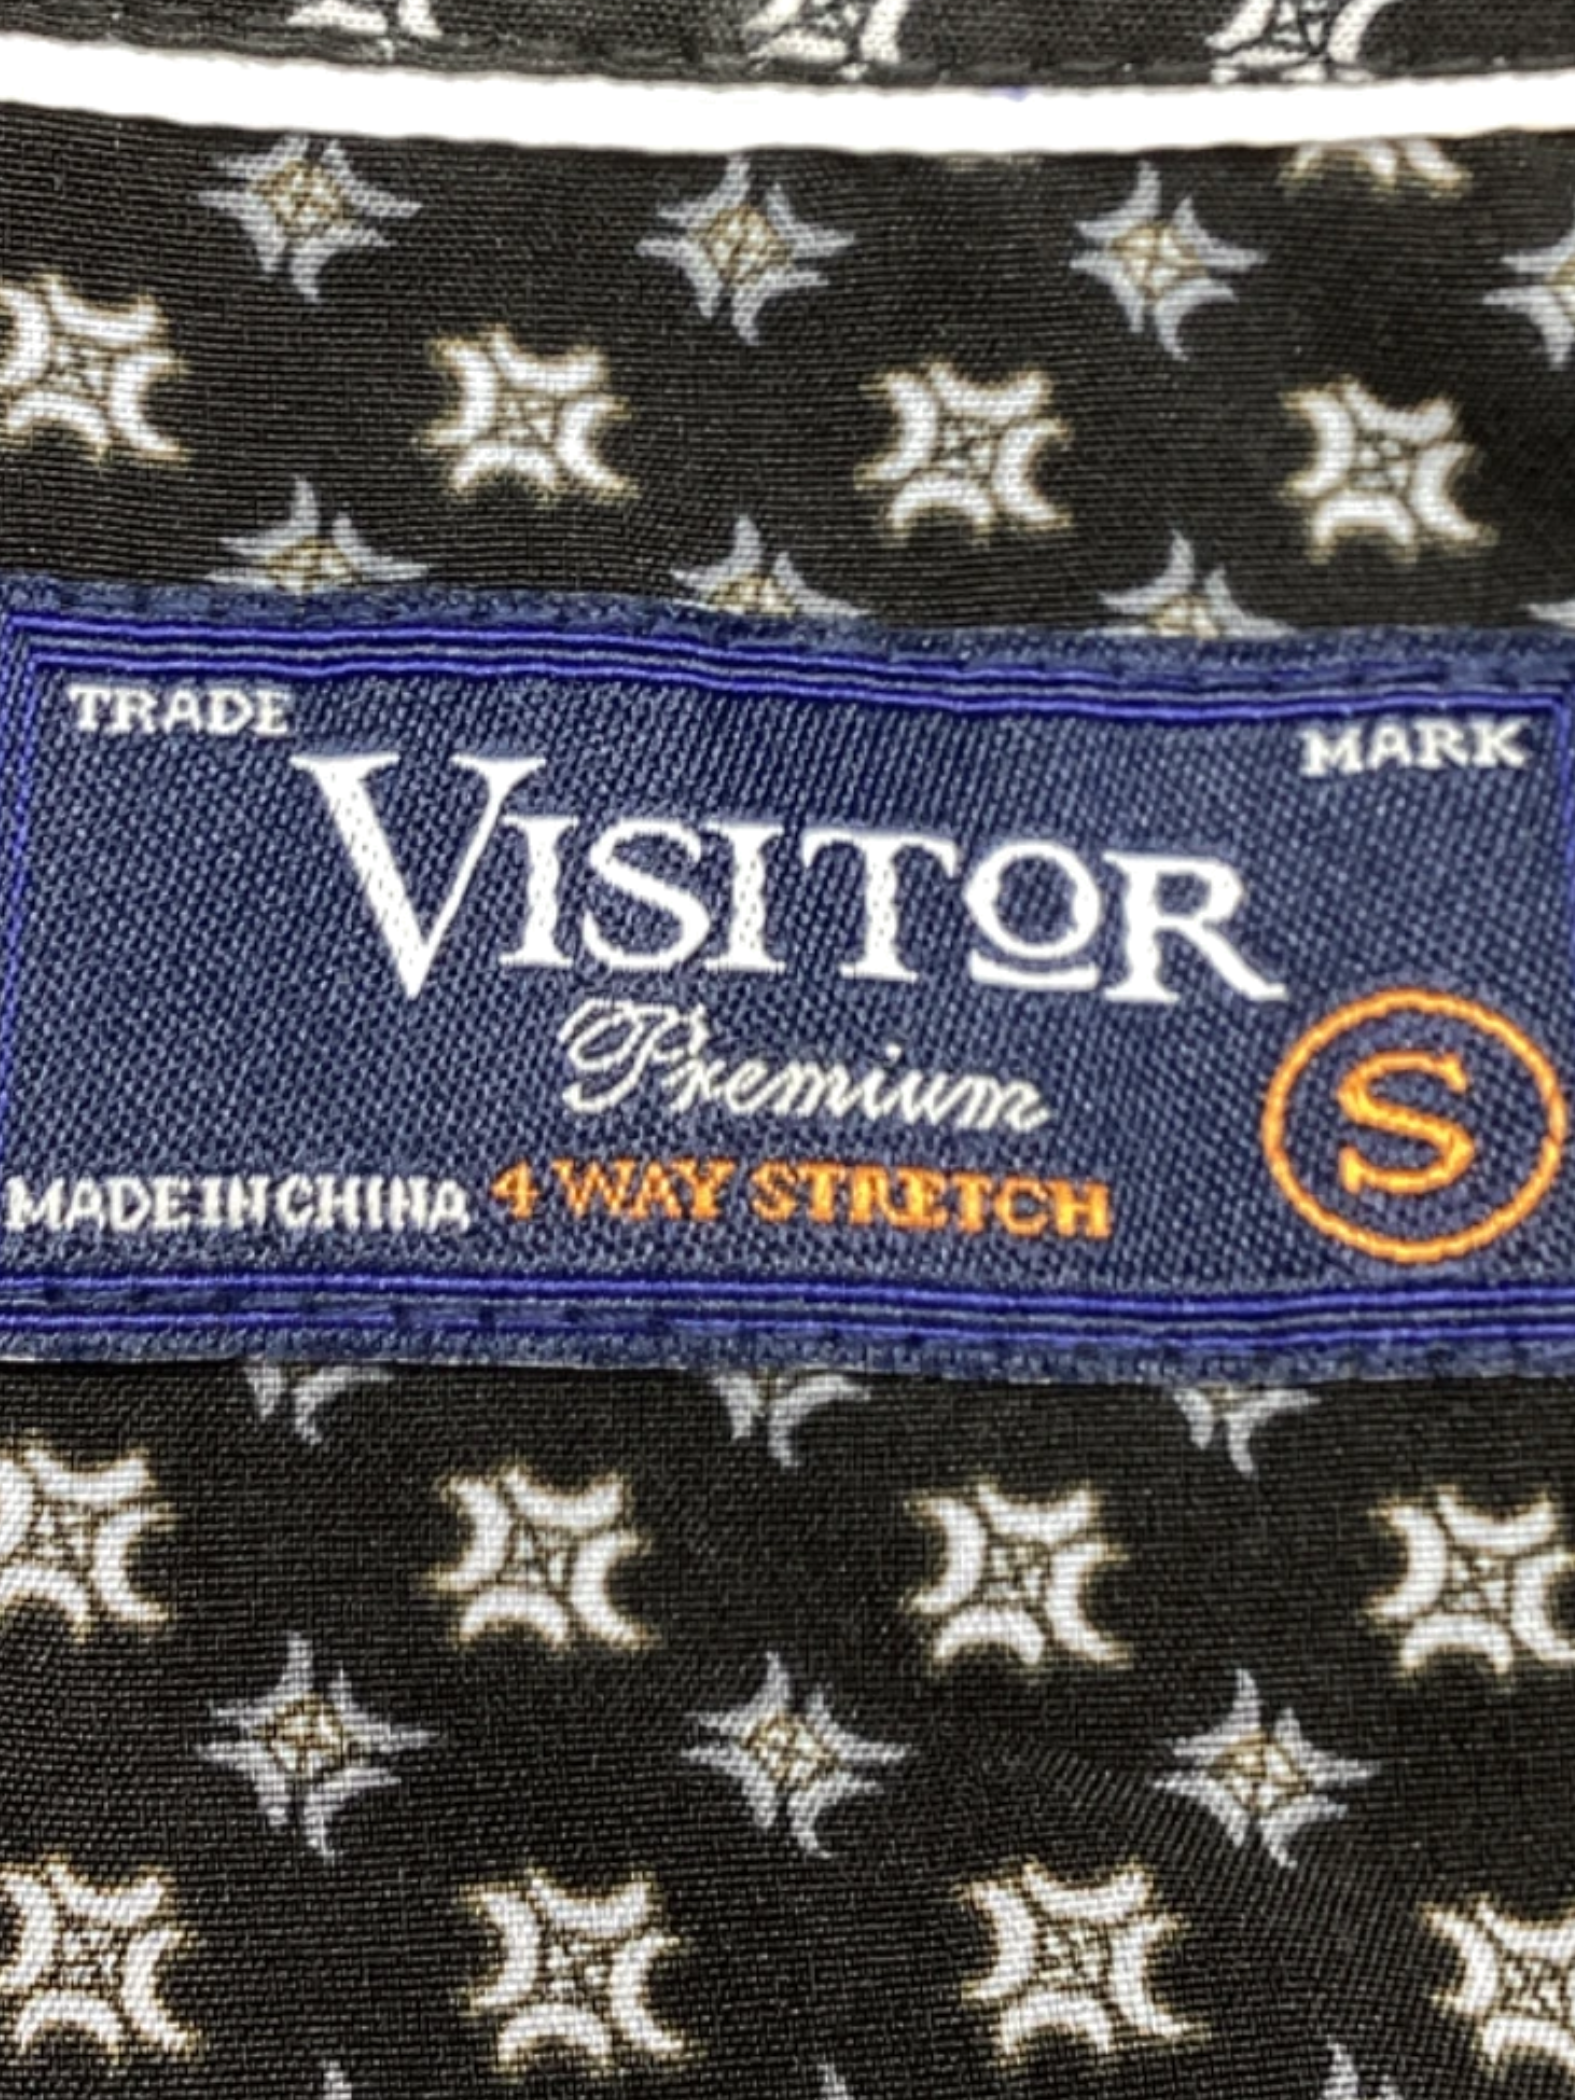 TRADE MARK
VISITOR
Premium
S
MADE IN CHINA 4 WAY STRETCH